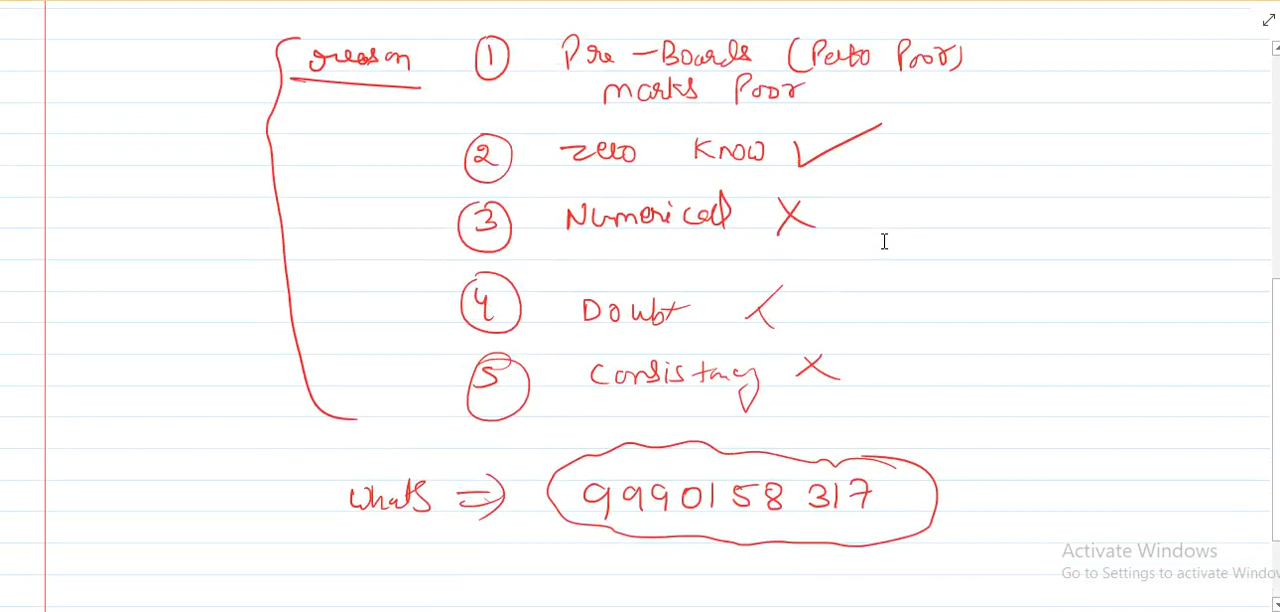 reason ① Pre-Boards (Perfo Poor)
marks Poor
② zero know ✓
③ Numerical X
④ Doubt
⑤ Consistancy X
whats ⇒ 9990158317
Activate Windows
Go to Settings to activate Windo